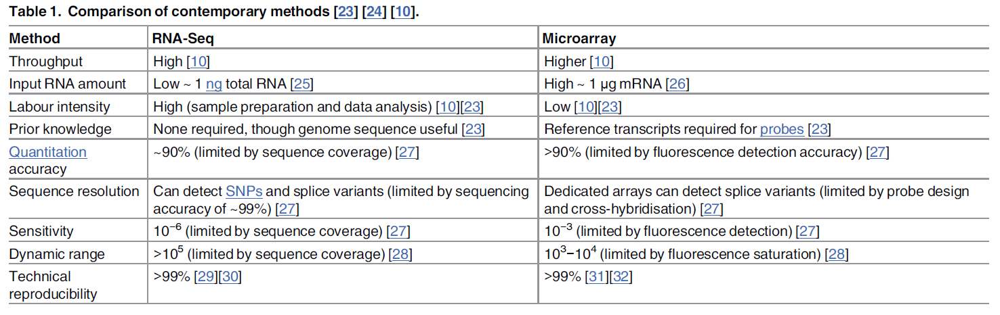 Table 1. Comparison of contemporary methods [23] [24] [10].
Method RNA-Seq Microarray
Throughput High [10] Higher [10]
Input RNA amount Low ~ 1 ng total RNA [25] High ~ 1 μg mRNA [26]
Labour intensity High (sample preparation and data analysis) [10][23] Low [10][23]
Prior knowledge None required, though genome sequence useful [23] Reference transcripts required for probes [23]
Quantitation ~90% (limited by sequence coverage) [27] >90% (limited by fluorescence detection accuracy) [27]
accuracy
Sequence resolution Can detect SNPs and splice variants (limited by sequencing Dedicated arrays can detect splice variants (limited by probe design
accuracy of ~99%) [27] and cross-hybridisation) [27]
Sensitivity 10⁻⁶ (limited by sequence coverage) [27] 10⁻³ (limited by fluorescence detection) [27]
Dynamic range >10⁵ (limited by sequence coverage) [28] 10³–10⁴ (limited by fluorescence saturation) [28]
Technical >99% [29][30] >99% [31][32]
reproducibility